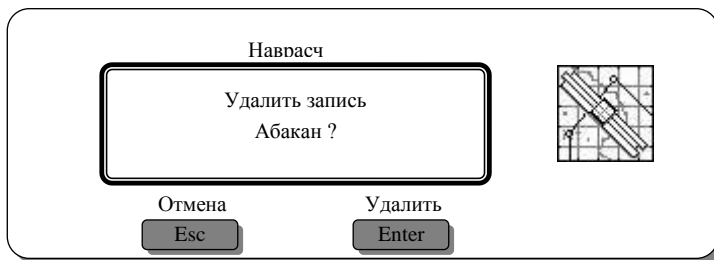 Наврасч
Удалить запись
Абакан ?
Отмена Удалить
Esc Enter